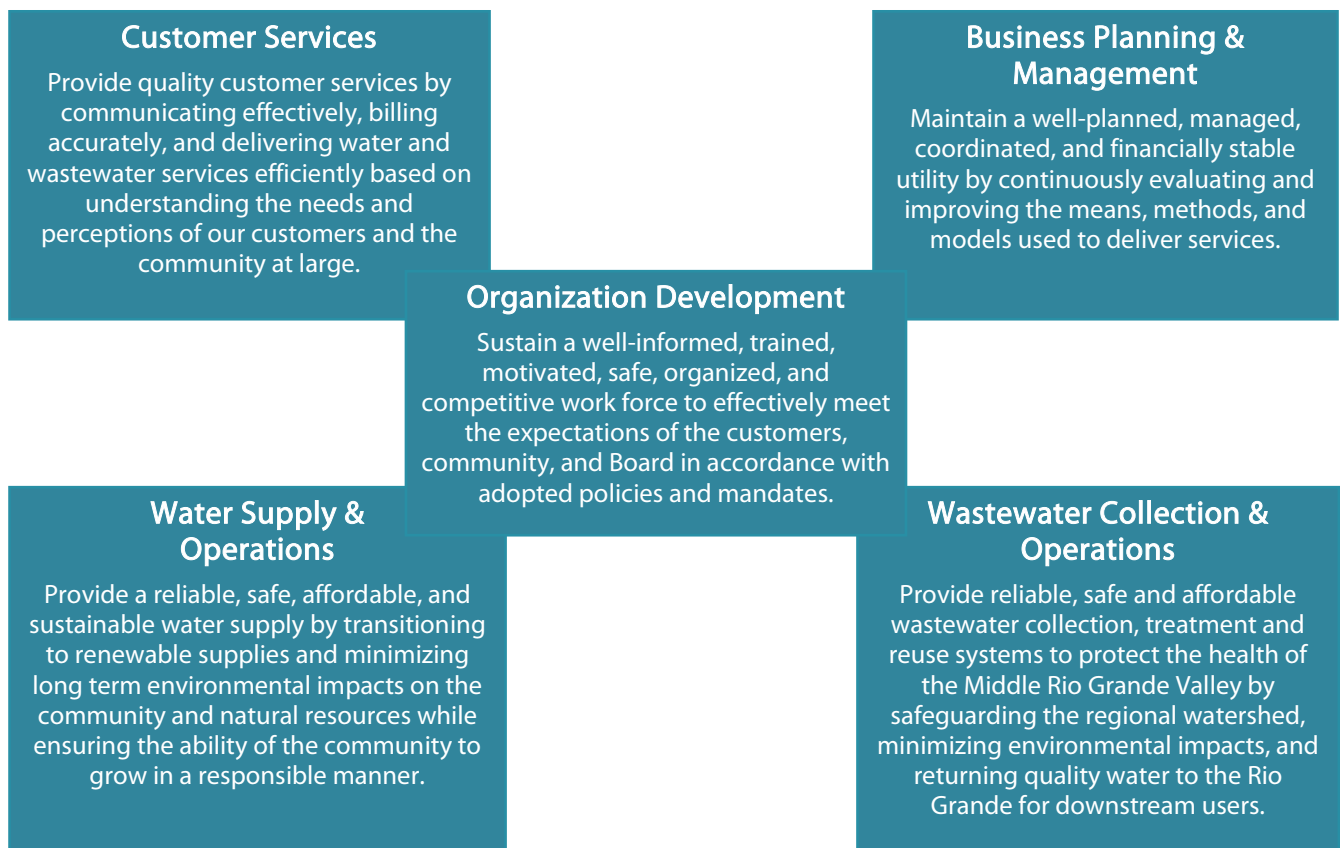 Customer Services
Provide quality customer services by
communicating effectively, billing
accurately, and delivering water and
wastewater services efficiently based on
understanding the needs and
perceptions of our customers and the
community at large.
Business Planning &
Management
Maintain a well-planned, managed,
coordinated, and financially stable
utility by continuously evaluating and
improving the means, methods, and
models used to deliver services.
Organization Development
Sustain a well-informed, trained,
motivated, safe, organized, and
competitive work force to effectively meet
the expectations of the customers,
community, and Board in accordance with
adopted policies and mandates.
Water Supply &
Operations
Provide a reliable, safe, affordable, and
sustainable water supply by transitioning
to renewable supplies and minimizing
long term environmental impacts on the
community and natural resources while
ensuring the ability of the community to
grow in a responsible manner.
Wastewater Collection &
Operations
Provide reliable, safe and affordable
wastewater collection, treatment and
reuse systems to protect the health of
the Middle Rio Grande Valley by
safeguarding the regional watershed,
minimizing environmental impacts, and
returning quality water to the Rio
Grande for downstream users.